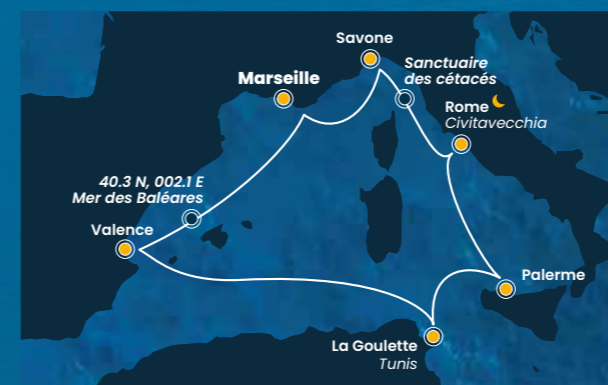 Savone
Marseille
Sanctuaire
des cétacés
Rome
Civitavecchia
40.3 N, 002.1 E
Mer des Baléares
Valence
Palerme
La Goulette
Tunis